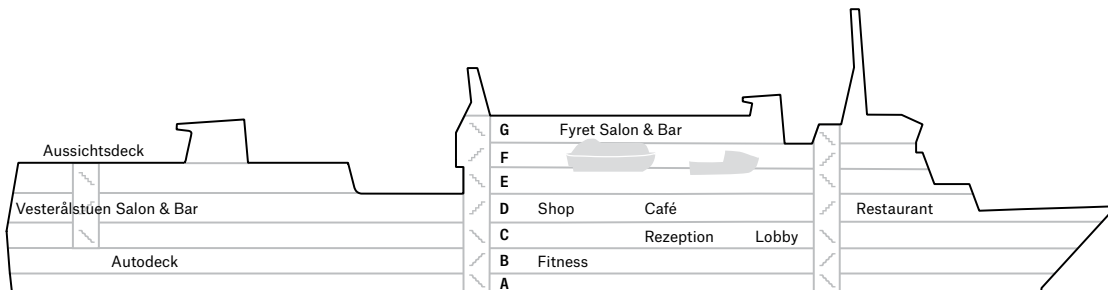 G Fyret Salon & Bar
Aussichtsdeck
F
E
Vesterålstuen Salon & Bar D Shop Café Restaurant
C Rezeption Lobby
Autodeck B Fitness
A